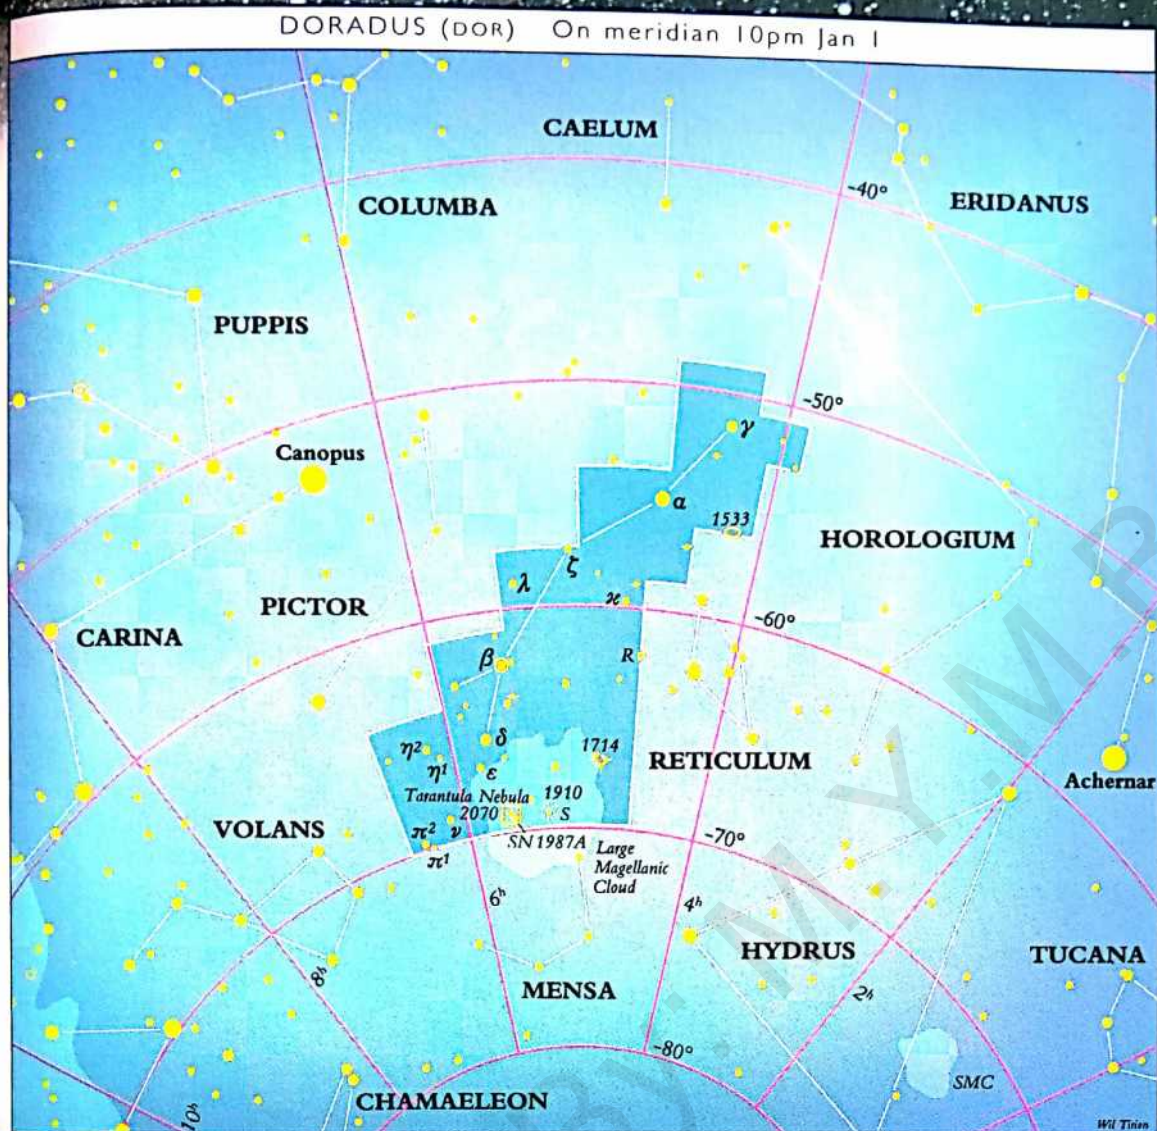 DORADUS (DOR) On meridian 10pm Jan 1
CAELUM
-40°
COLUMBA
ERIDANUS
PUPPIS
-50°
γ
Canopus
α
1533
HOROLOGIUM
ζ
λ
ϰ
PICTOR
-60°
CARINA
β
R
δ
η²
1714
η¹
ε
RETICULUM
Achernar
Tarantula Nebula
1910
2070
S
VOLANS
π²
ν
-70°
SN 1987A
Large
Magellanic
Cloud
π¹
6h
4h
HYDRUS
TUCANA
8h
MENSA
2h
-80°
SMC
CHAMAELEON
10h
Wil Tirion
BY: M.Y.M.P